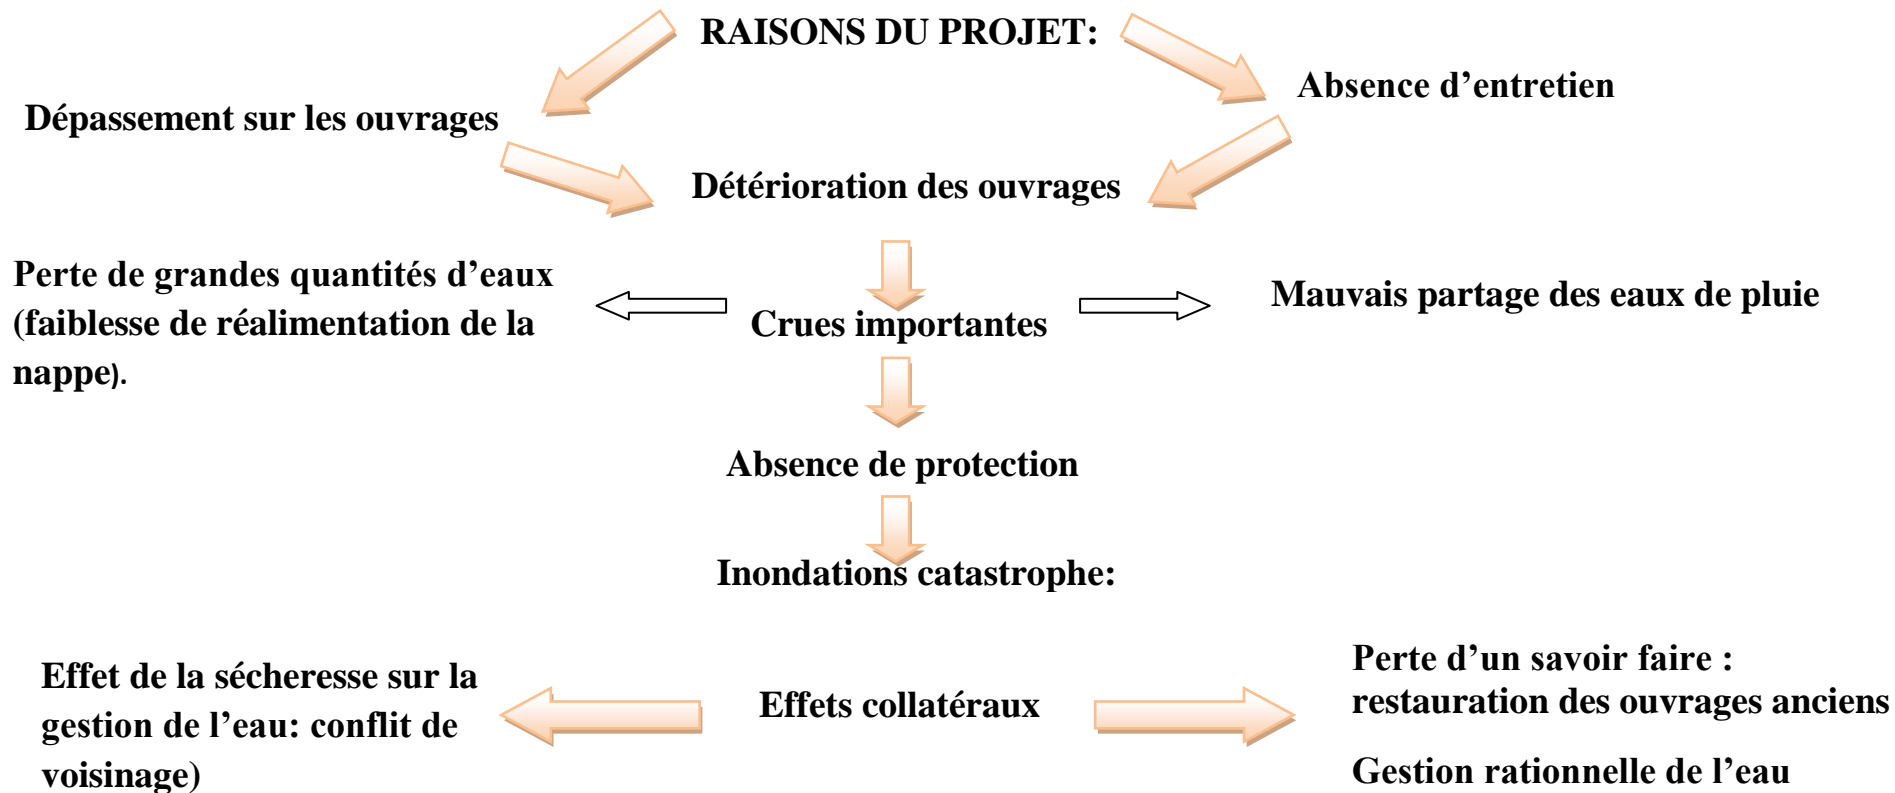 RAISONS DU PROJET:
Absence d’entretien
Dépassement sur les ouvrages
Détérioration des ouvrages
Perte de grandes quantités d’eaux
(faiblesse de réalimentation de la
nappe).
Mauvais partage des eaux de pluie
Crues importantes
Absence de protection
Inondations catastrophe:
Effet de la sécheresse sur la
gestion de l’eau: conflit de
voisinage)
Effets collatéraux
Perte d’un savoir faire :
restauration des ouvrages anciens
Gestion rationnelle de l’eau